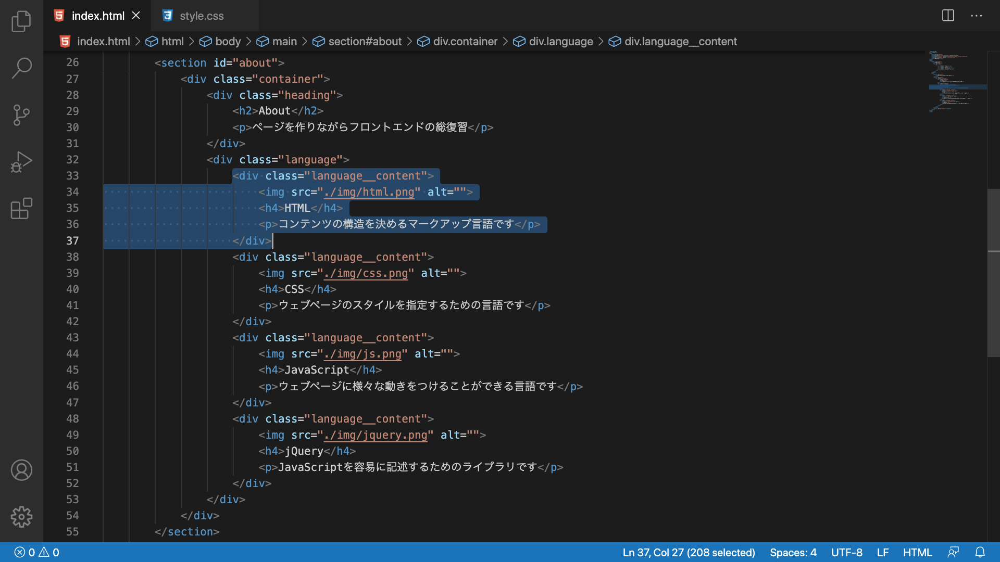 index.html
style.css
index.html > html > body > main > section#about > div.container > div.language > div.language__content
26 <section id="about">
27 <div class="container">
28 <div class="heading">
29 <h2>About</h2>
30 <p>ページを作りながらフロントエンドの総復習</p>
31 </div>
32 <div class="language">
33 <div class="language__content">
34 <img src="./img/html.png" alt="">
35 <h4>HTML</h4>
36 <p>コンテンツの構造を決めるマークアップ言語です</p>
37 </div>
38 <div class="language__content">
39 <img src="./img/css.png" alt="">
40 <h4>CSS</h4>
41 <p>ウェブページのスタイルを指定するための言語です</p>
42 </div>
43 <div class="language__content">
44 <img src="./img/js.png" alt="">
45 <h4>JavaScript</h4>
46 <p>ウェブページに様々な動きをつけることができる言語です</p>
47 </div>
48 <div class="language__content">
49 <img src="./img/jquery.png" alt="">
50 <h4>jQuery</h4>
51 <p>JavaScriptを容易に記述するためのライブラリです</p>
52 </div>
53 </div>
54 </div>
55 </section>
0 0 Ln 37, Col 27 (208 selected) Spaces: 4 UTF-8 LF HTML